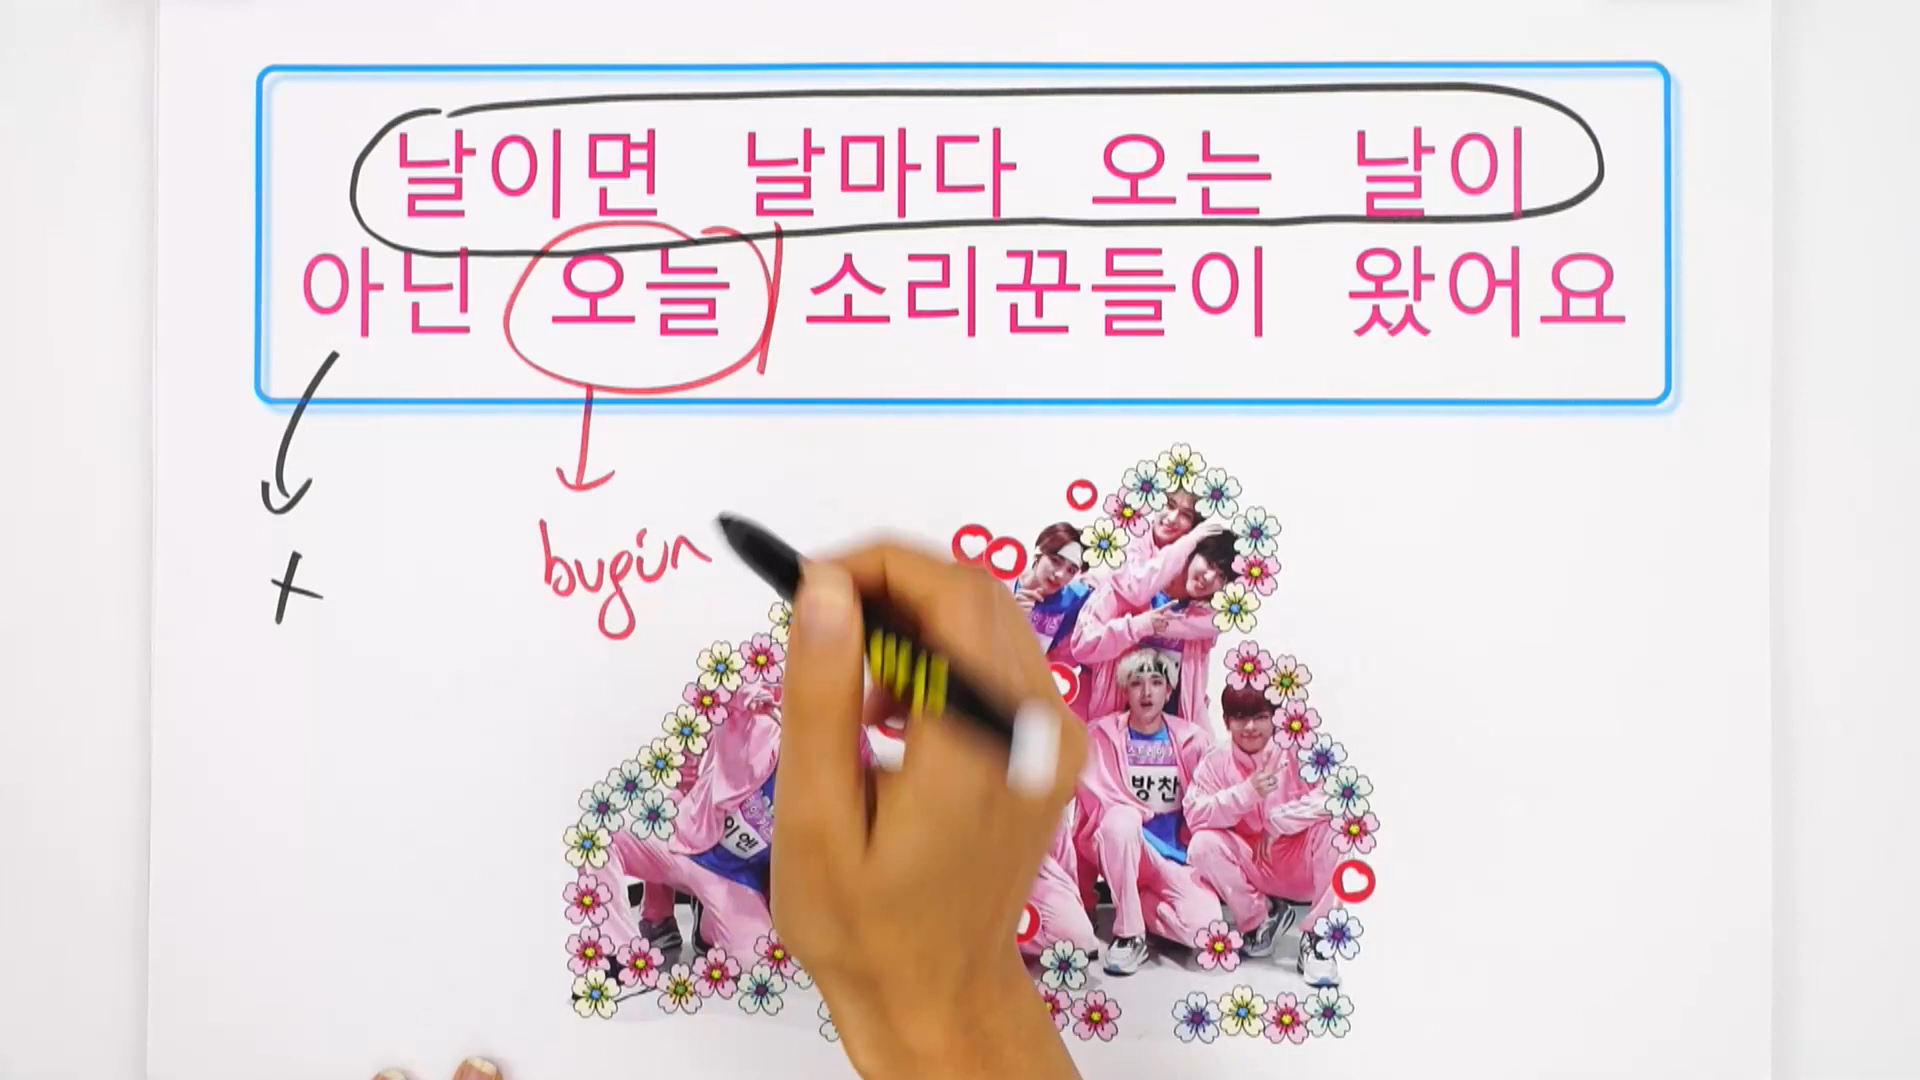 날이면 날마다 오는 날이
아닌 오늘 소리꾼들이 왔어요
+
bugün
방찬
이엔